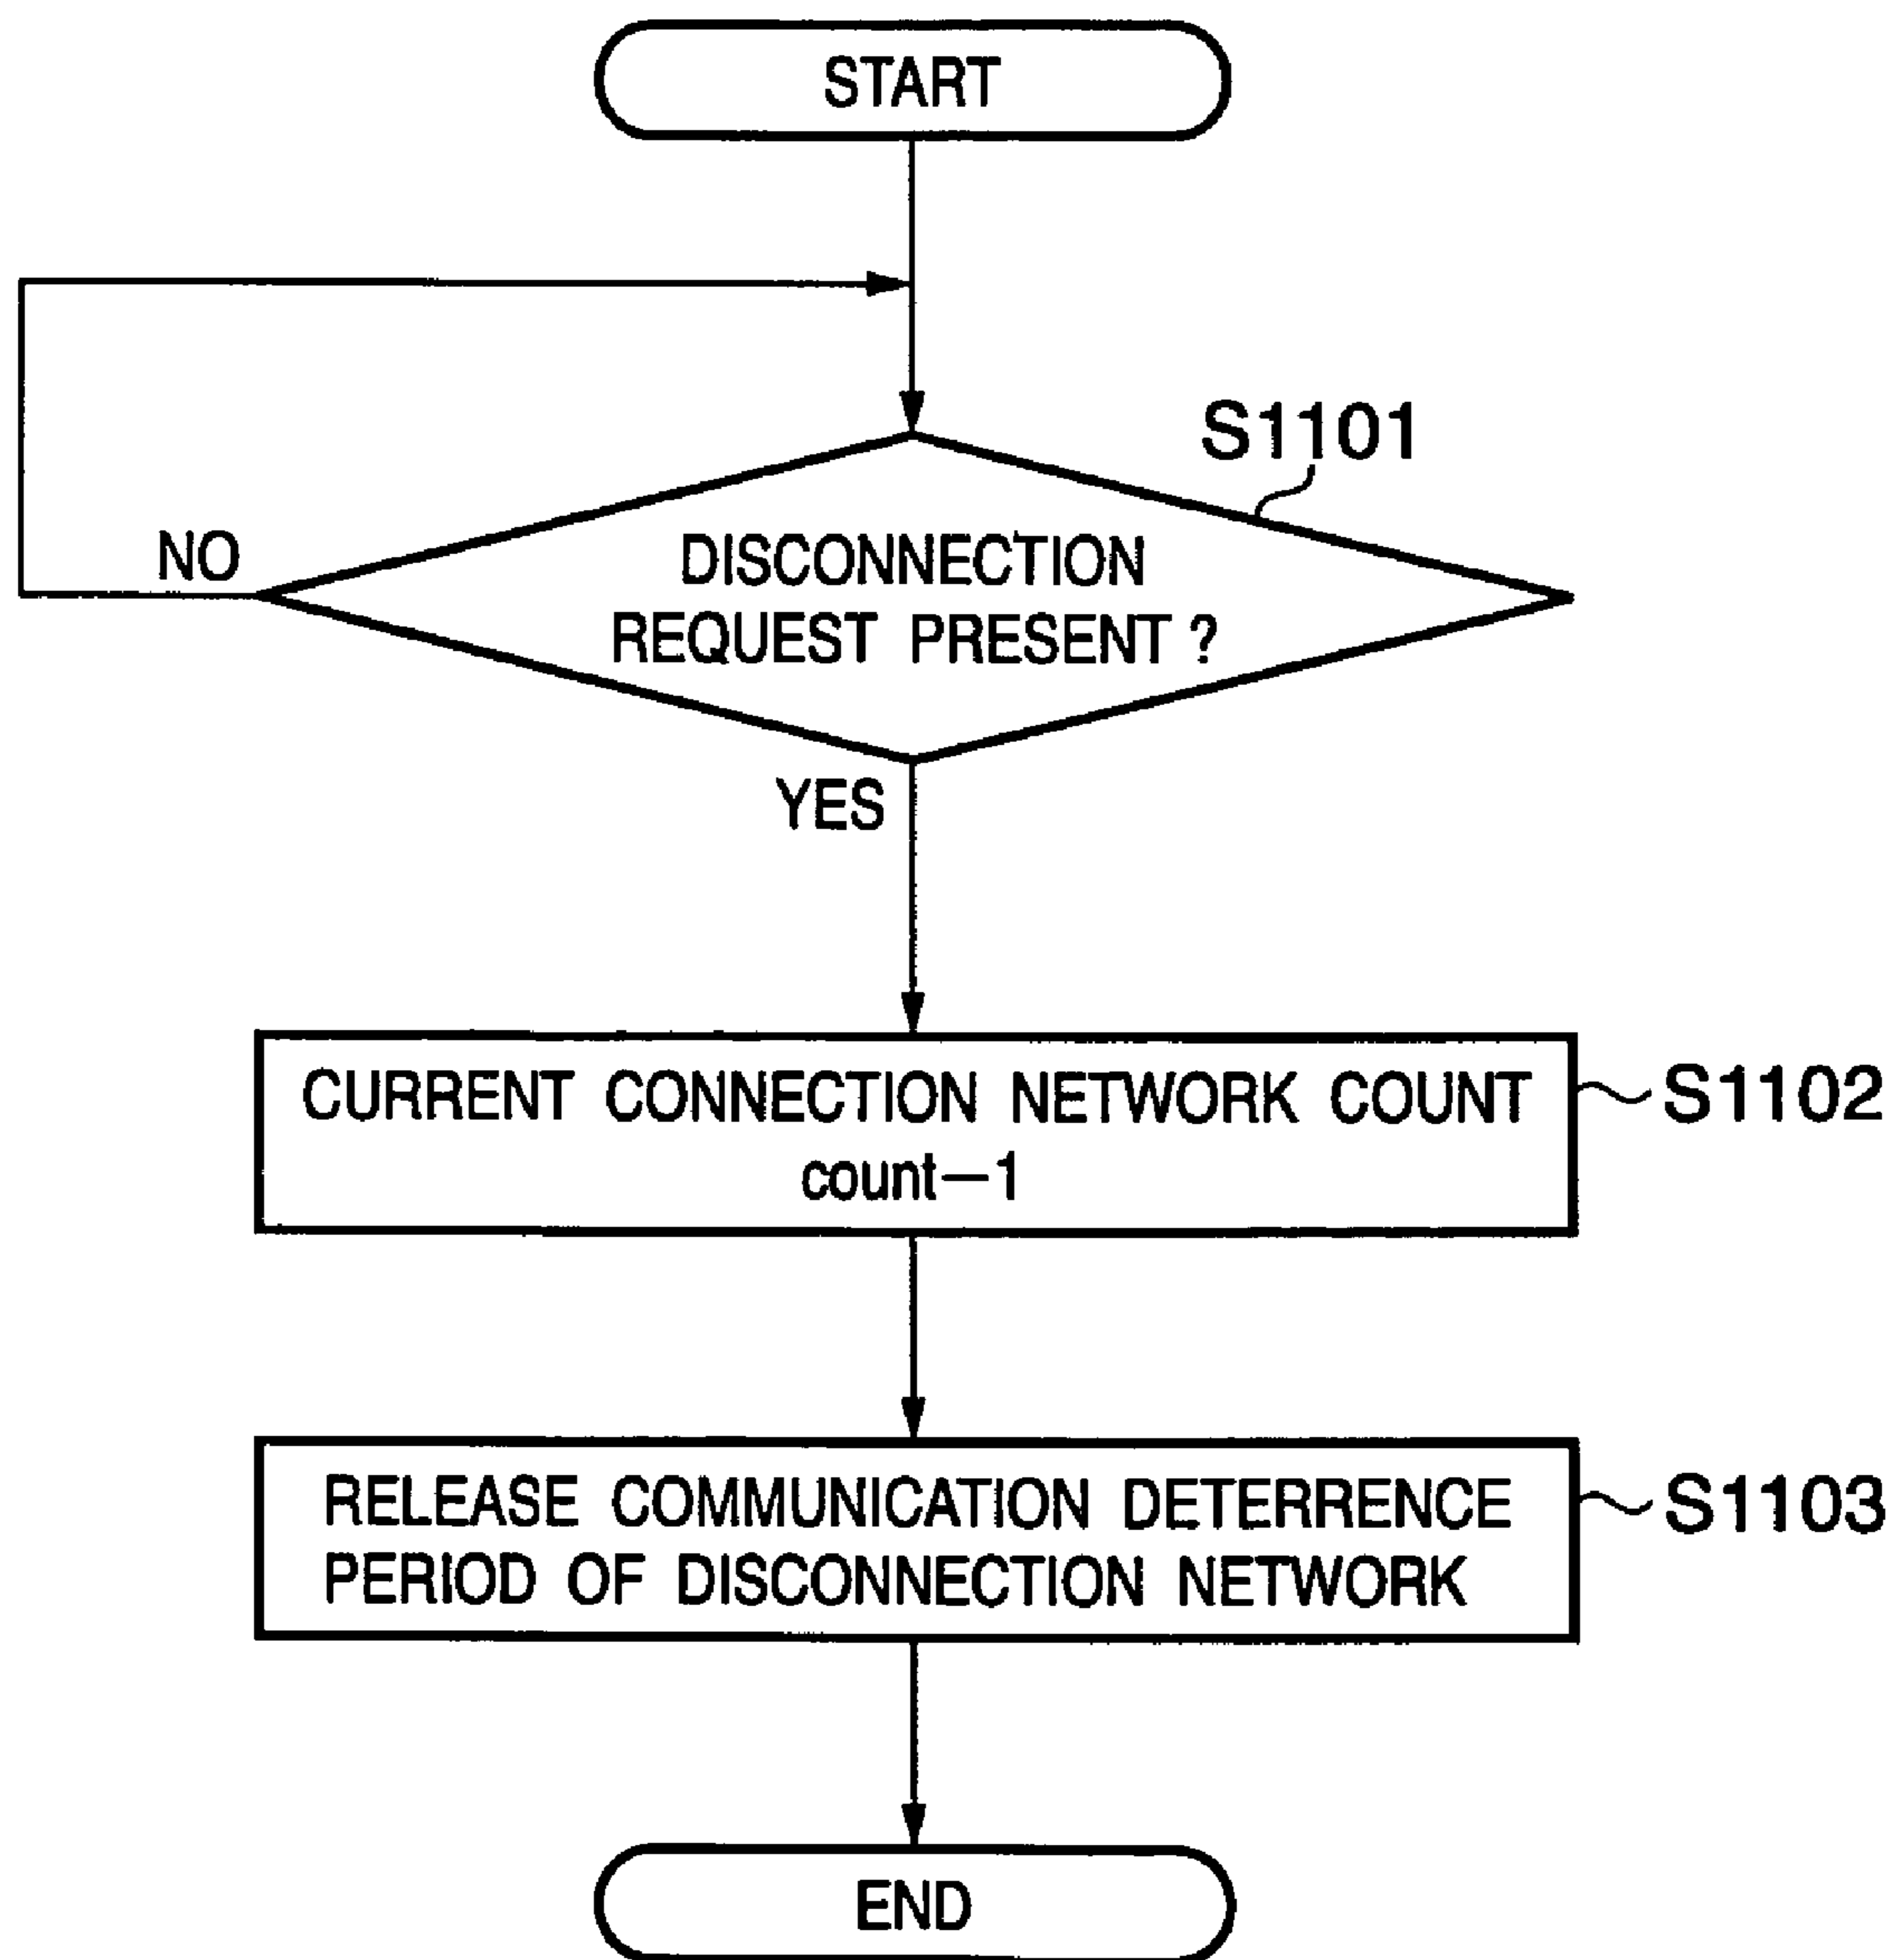 START
S1101
NO
DISCONNECTION
REQUEST PRESENT?
YES
CURRENT CONNECTION NETWORK COUNT
count—1
S1102
RELEASE COMMUNICATION DETERRENCE
PERIOD OF DISCONNECTION NETWORK
S1103
END